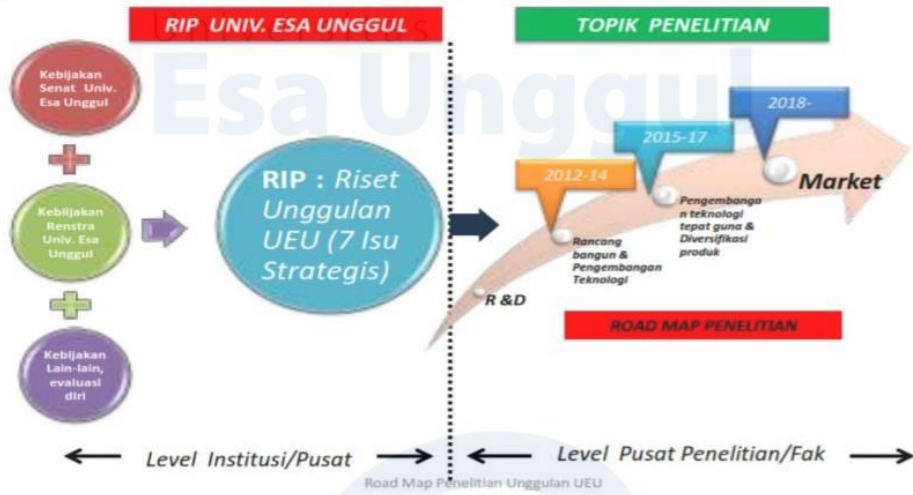 RIP UNIV. ESA UNGGUL
TOPIK PENELITIAN
Universitas
Esa Unggul
Kebijakan
Senat Univ.
Esa Unggul
Kebiijakan
Renstra
Univ. Esa
Unggul
Kebijakan
Lain-lain,
evaluasi
diri
RIP : Riset
Unggulan
UEU (7 Isu
Strategis)
2012-14
2015-17
2018-
R &D
Rancang
bangun &
Pengembangan
Teknologi
Pengembanga
n teknologi
tepat guna &
Diversifikasi
produk
Market
ROAD MAP PENELITIAN
Level Institusi/Pusat
Level Pusat Penelitian/Fak
Road Map Penelitian Unggulan UEU